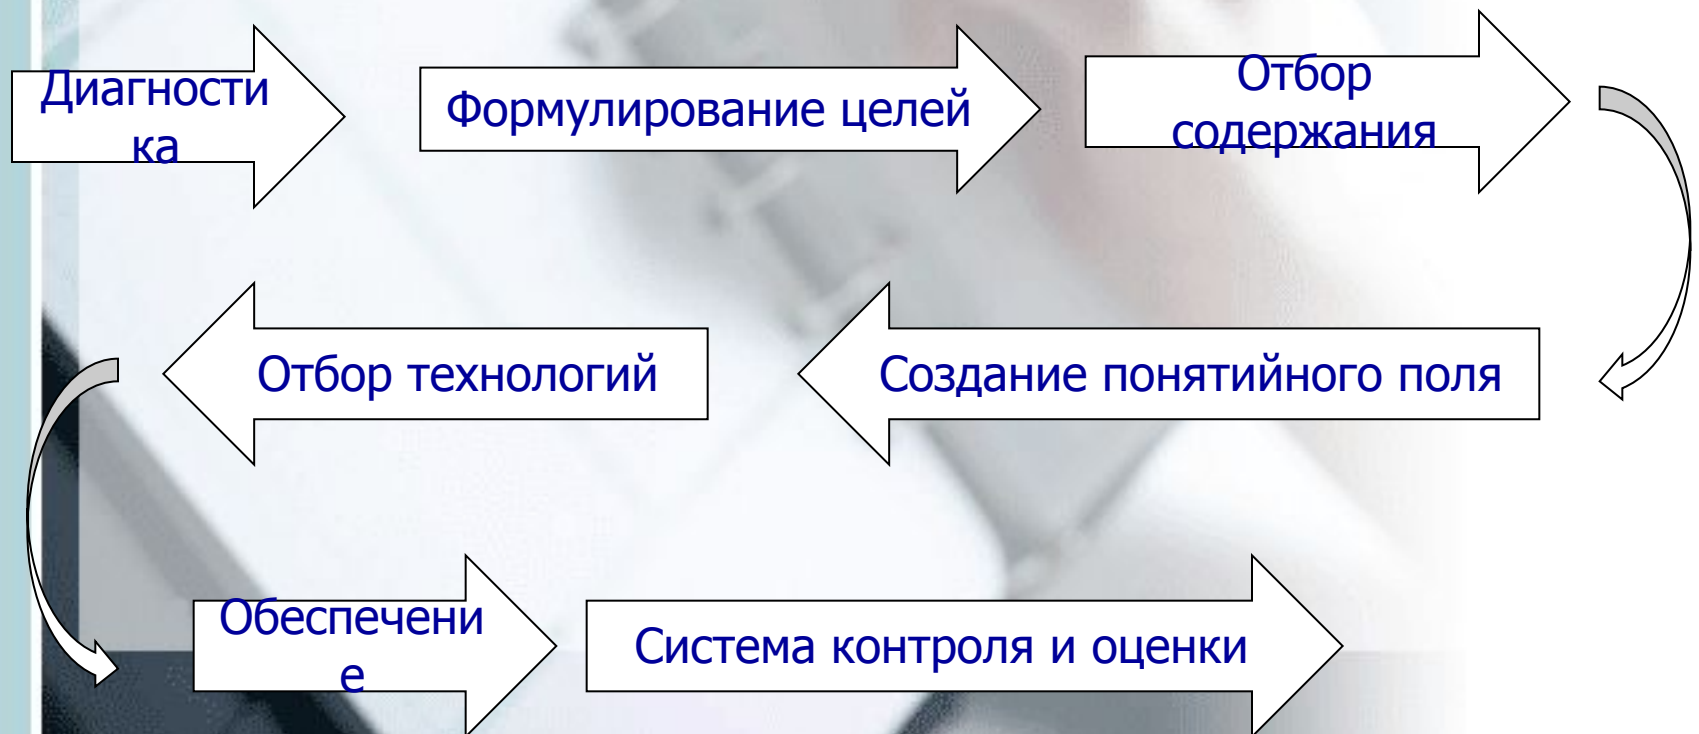 Диагности
ка
Формулирование целей
Отбор
содержания
Создание понятийного поля
Отбор технологий
Обеспечени
е
Система контроля и оценки